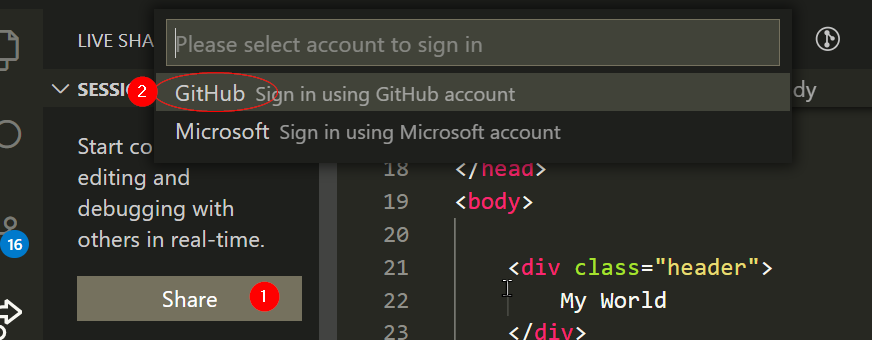 LIVE SHA
Please select account to sign in
SESSI
2
GitHub Sign in using GitHub account
dy
Microsoft Sign in using Microsoft account
Start co
editing and
debugging with
others in real-time.
16
Share
1
18 </head>
19 <body>
20
21 <div class="header">
22 My World
23 </div>